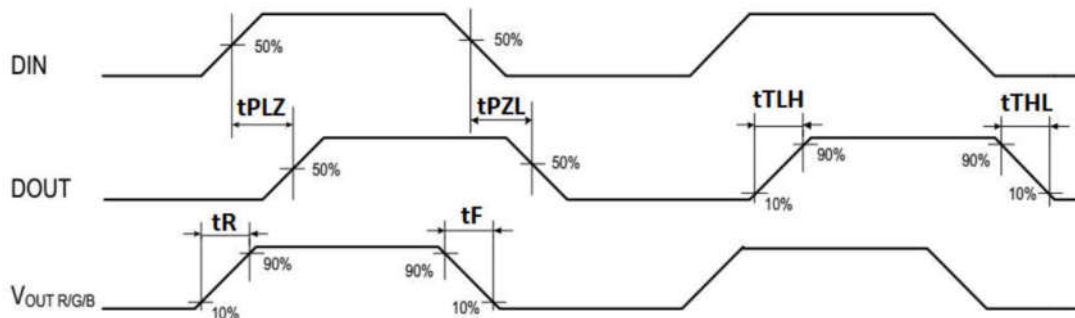 50% 50%
DIN
tPLZ tPZL tTLH tTHL
50% 50% 90% 90%
DOUT
10% 10%
tR tF
90% 90%
VOUT R/G/B
10% 10%